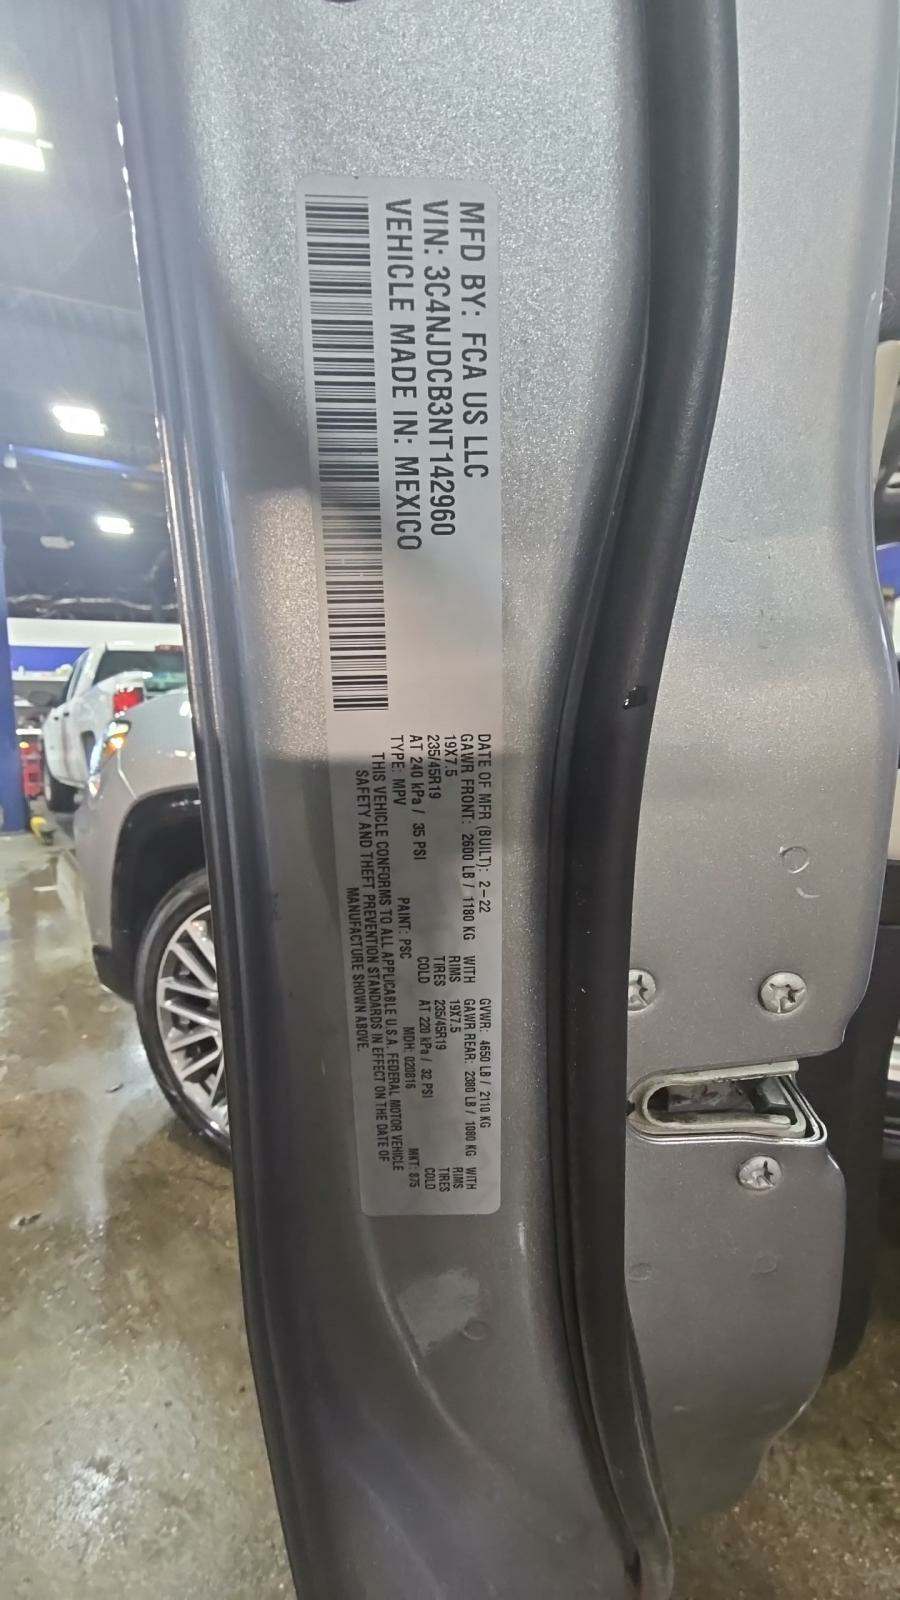 MFD BY: FCA US LLC
VIN: 3C4NJDCB3NT142960
VEHICLE MADE IN: MEXICO
DATE OF MFR (BUILT): 2-22 GVWR: 4650 LB / 2110 KG
GAWR FRONT: 2600 LB / 1180 KG WITH GAWR REAR: 2380 LB / 1080 KG WITH
19X7.5 RIMS 19X7.5 RIMS
235/45R19 TIRES 235/45R19 TIRES
AT 240 kPa / 35 PSI COLD AT 220 kPa / 32 PSI COLD
TYPE: MPV PAINT: PSC MDH: 020816 MKT: 875
THIS VEHICLE CONFORMS TO ALL APPLICABLE U.S.A. FEDERAL MOTOR VEHICLE
SAFETY AND THEFT PREVENTION STANDARDS IN EFFECT ON THE DATE OF
MANUFACTURE SHOWN ABOVE.